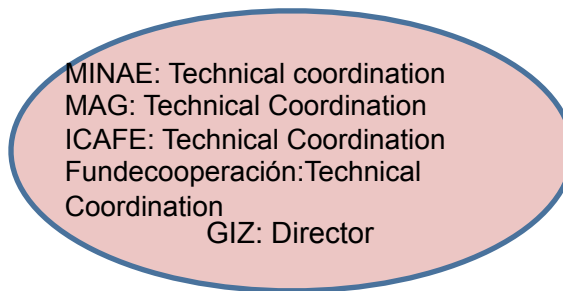 MINAE: Technical coordination
MAG: Technical Coordination
ICAFE: Technical Coordination
Fundecooperación:Technical
Coordination
GIZ: Director